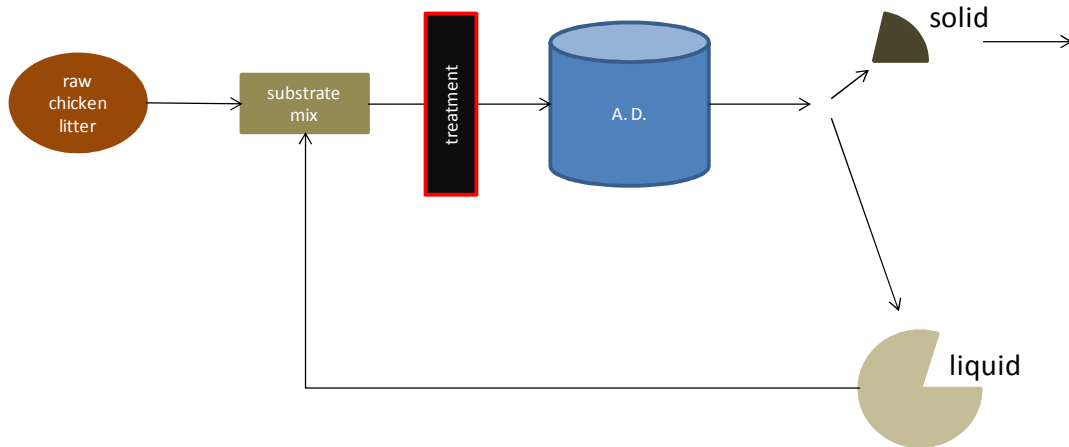 raw
chicken
litter
substrate
mix
treatment
A. D.
solid
liquid